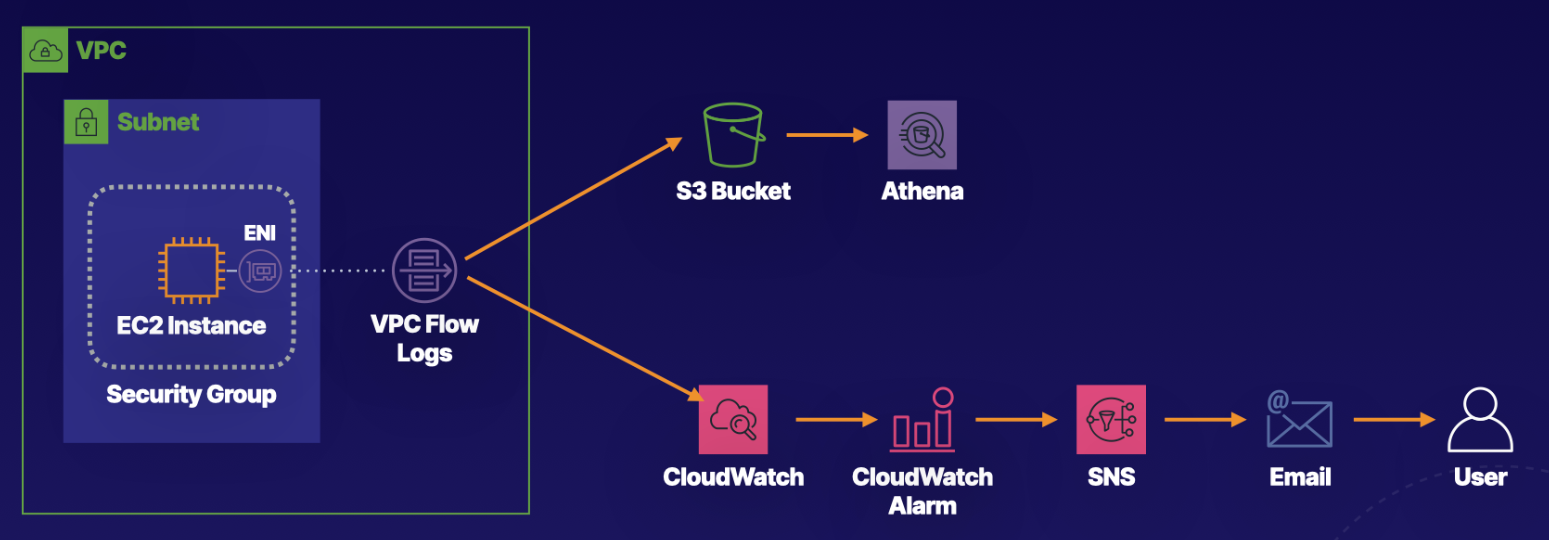 VPC
Subnet
ENI
EC2 Instance
Security Group
VPC Flow
Logs
S3 Bucket
Athena
CloudWatch
CloudWatch
Alarm
SNS
@
Email
User